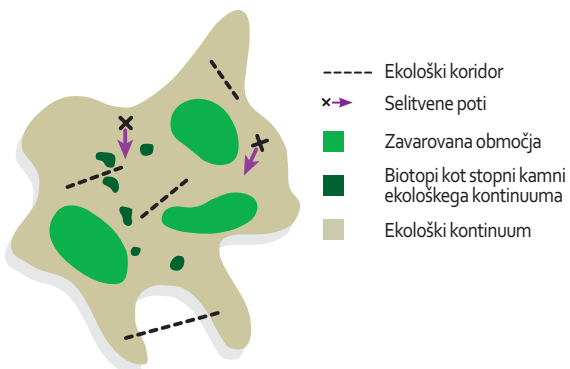 Ekološki koridor
Selitvene poti
Zavarovana območja
Biotopi kot stopni kamni
ekološkega kontinuuma
Ekološki kontinuum